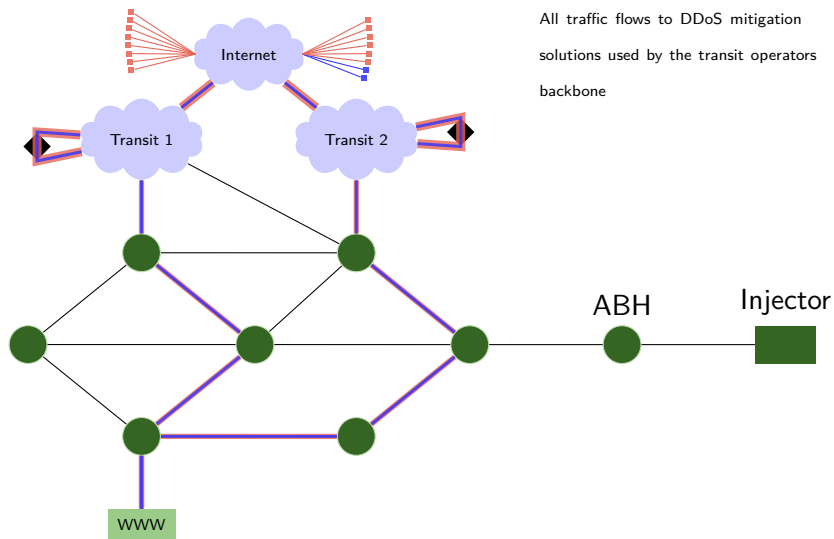 All traffic flows to DDoS mitigation
solutions used by the transit operators
backbone
Internet
Transit 1
Transit 2
ABH
Injector
WWW